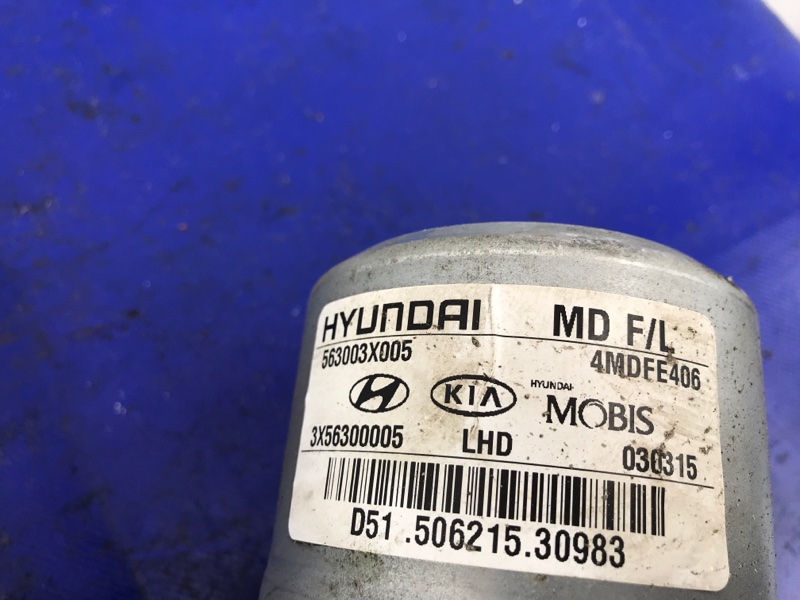 HYUNDAI MD F/L
563003X005 4MDFE406
KIA HYUNDAI MOBIS
3X56300005 LHD 030315
D51 .506215.30983